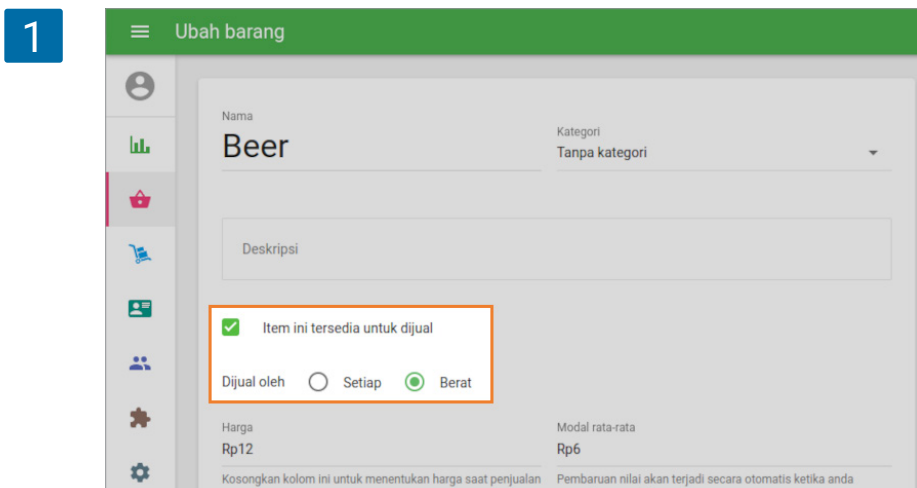 1
Ubah barang
Nama
Beer
Kategori
Tanpa kategori
Deskripsi
Item ini tersedia untuk dijual
Dijual oleh Setiap Berat
Harga
Rp12
Kosongkan kolom ini untuk menentukan harga saat penjualan
Modal rata-rata
Rp6
Pembaruan nilai akan terjadi secara otomatis ketika anda